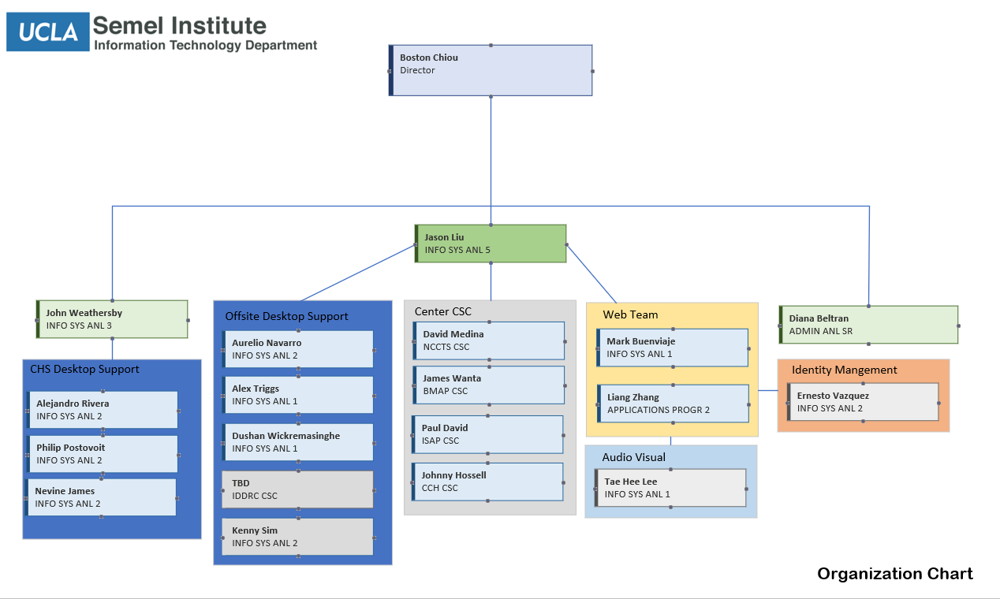 UCLA
Semel Institute
Information Technology Department
Boston Chiou
Director
Jason Liu
INFO SYS ANL 5
John Weathersby
INFO SYS ANL 3
CHS Desktop Support
Alejandro Rivera
INFO SYS ANL 2
Philip Postovoit
INFO SYS ANL 2
Nevine James
INFO SYS ANL 2
Offsite Desktop Support
Aurelio Navarro
INFO SYS ANL 2
Alex Triggs
INFO SYS ANL 1
Dushan Wickremasinghe
INFO SYS ANL 1
TBD
IDDRC CSC
Kenny Sim
INFO SYS ANL 2
Center CSC
David Medina
NCCTS CSC
James Wanta
BMAP CSC
Paul David
ISAP CSC
Johnny Hossell
CCH CSC
Web Team
Mark Buenviaje
INFO SYS ANL 1
Liang Zhang
APPLICATIONS PROGR 2
Audio Visual
Tae Hee Lee
INFO SYS ANL 1
Diana Beltran
ADMIN ANL SR
Identity Mangement
Ernesto Vazquez
INFO SYS ANL 2
Organization Chart